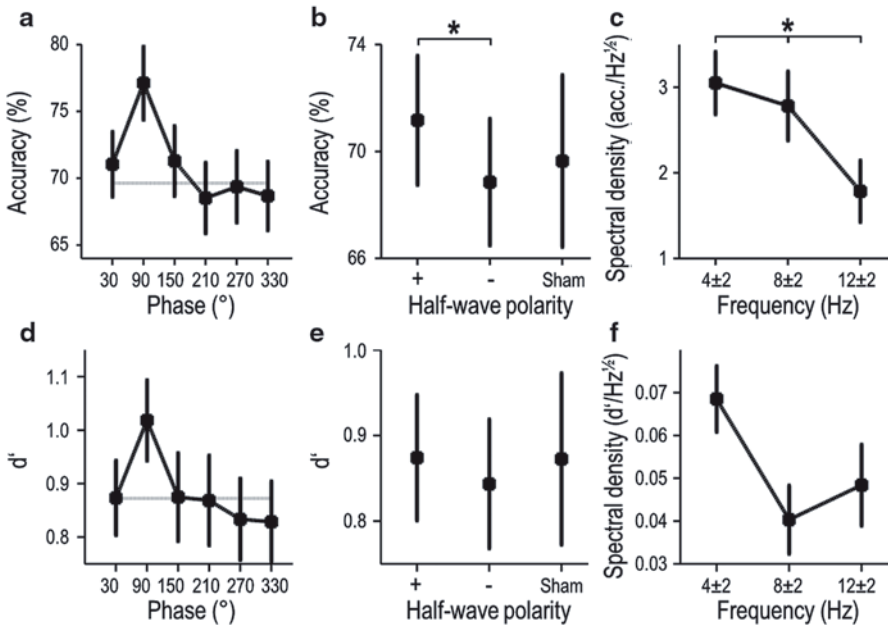 a
80
75
70
65
Accuracy (%)
30 90 150 210 270 330
Phase (°)
b
74
70
66
Accuracy (%)
*
+ - Sham
Half-wave polarity
c
3
2
1
Spectral density (acc./Hz½)
*
4±2 8±2 12±2
Frequency (Hz)
d
1.1
1.0
0.9
0.8
d‘
30 90 150 210 270 330
Phase (°)
e
1.0
0.9
0.8
d‘
+ - Sham
Half-wave polarity
f
0.07
0.06
0.05
0.04
0.03
Spectral density (d‘/Hz½)
4±2 8±2 12±2
Frequency (Hz)